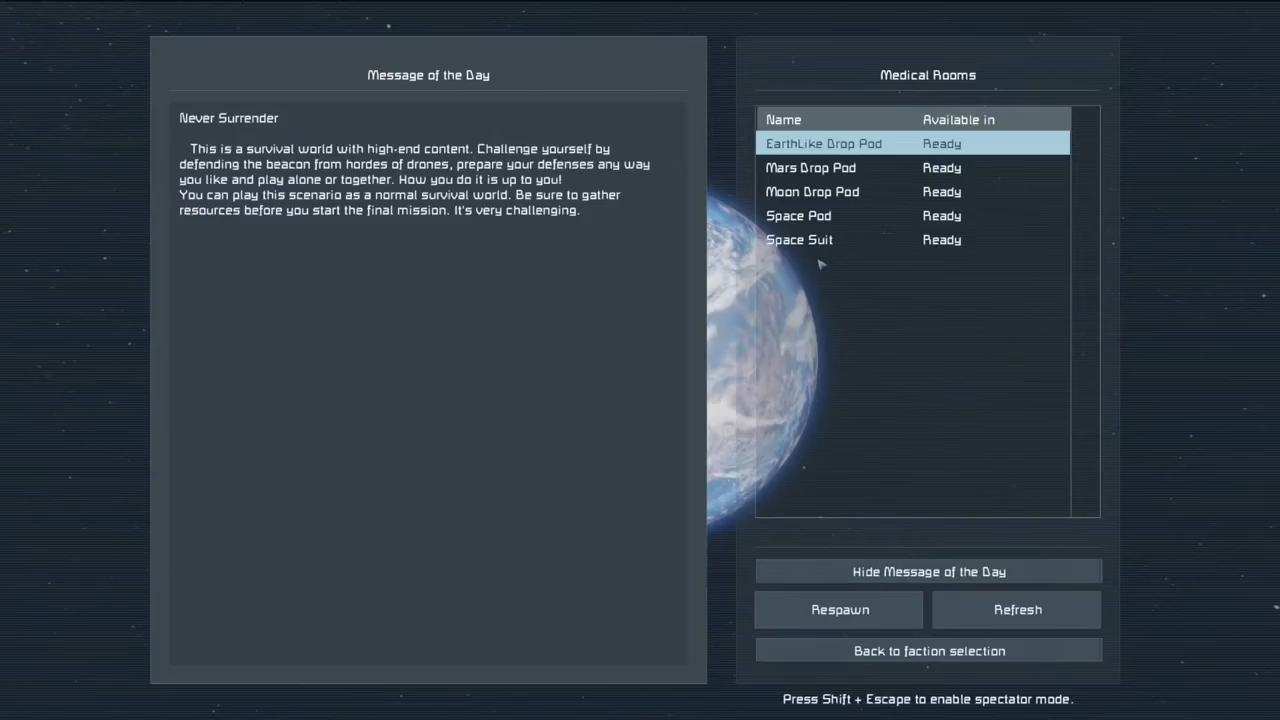 Message of the Day
Never Surrender
This is a survival world with high-end content. Challenge yourself by
defending the beacon from hordes of drones, prepare your defenses any way
you like and play alone or together. How you do it is up to you!
You can play this scenario as a normal survival world. Be sure to gather
resources before you start the final mission. It's very challenging.
Medical Rooms
Name Available in
EarthLike Drop Pod Ready
Mars Drop Pod Ready
Moon Drop Pod Ready
Space Pod Ready
Space Suit Ready
Hide Message of the Day
Respawn Refresh
Back to faction selection
Press Shift + Escape to enable spectator mode.